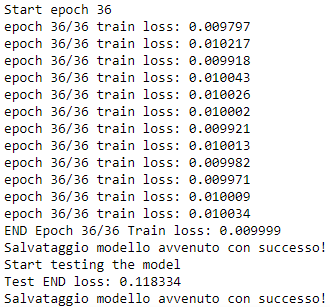 Start epoch 36
epoch 36/36 train loss: 0.009797
epoch 36/36 train loss: 0.010217
epoch 36/36 train loss: 0.009918
epoch 36/36 train loss: 0.010043
epoch 36/36 train loss: 0.010026
epoch 36/36 train loss: 0.010002
epoch 36/36 train loss: 0.009921
epoch 36/36 train loss: 0.010013
epoch 36/36 train loss: 0.009982
epoch 36/36 train loss: 0.009971
epoch 36/36 train loss: 0.010009
epoch 36/36 train loss: 0.010034
END Epoch 36/36 Train loss: 0.009999
Salvataggio modello avvenuto con successo!
Start testing the model
Test END loss: 0.118334
Salvataggio modello avvenuto con successo!